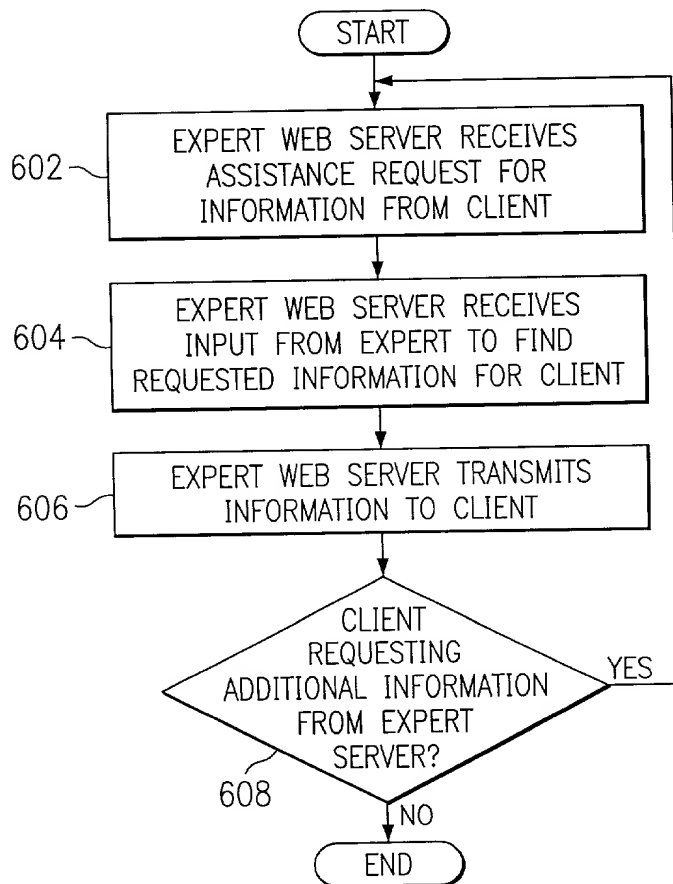 START
602
EXPERT WEB SERVER RECEIVES
ASSISTANCE REQUEST FOR
INFORMATION FROM CLIENT
604
EXPERT WEB SERVER RECEIVES
INPUT FROM EXPERT TO FIND
REQUESTED INFORMATION FOR CLIENT
606
EXPERT WEB SERVER TRANSMITS
INFORMATION TO CLIENT
CLIENT
REQUESTING
ADDITIONAL INFORMATION
FROM EXPERT
SERVER?
YES
608
NO
END